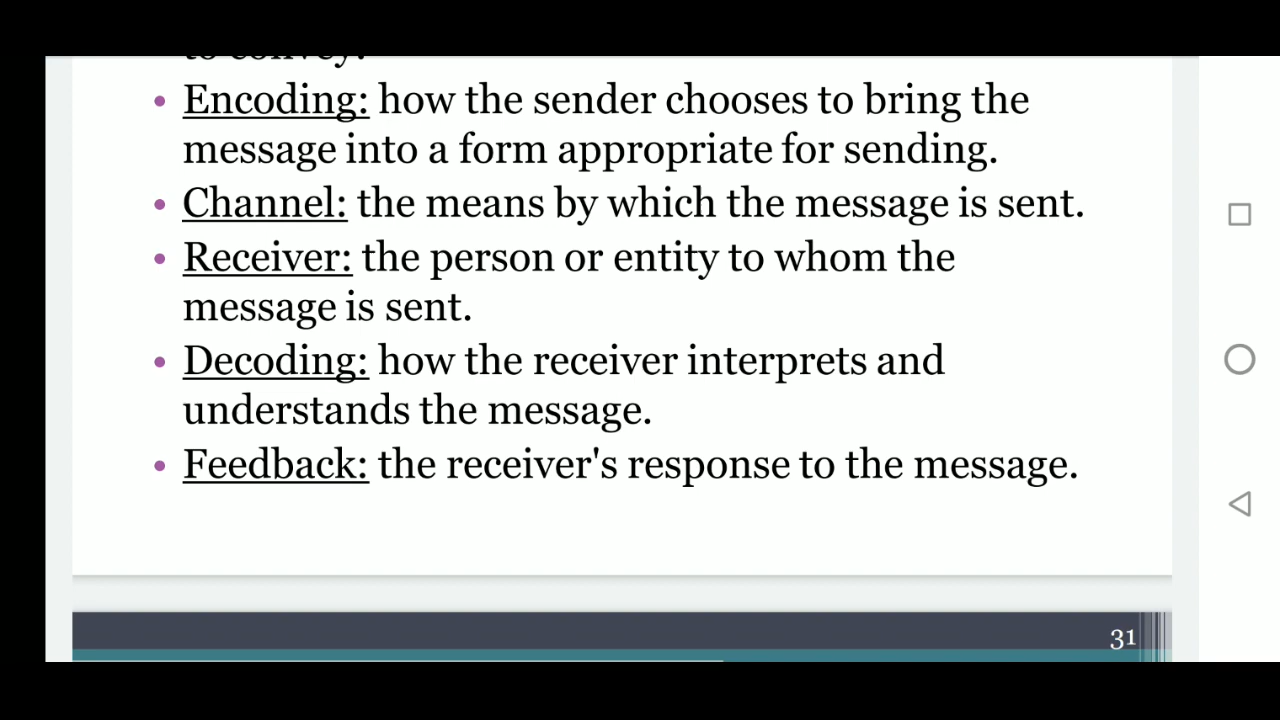 to convey.
• Encoding: how the sender chooses to bring the
message into a form appropriate for sending.
• Channel: the means by which the message is sent.
• Receiver: the person or entity to whom the
message is sent.
• Decoding: how the receiver interprets and
understands the message.
• Feedback: the receiver's response to the message.
31